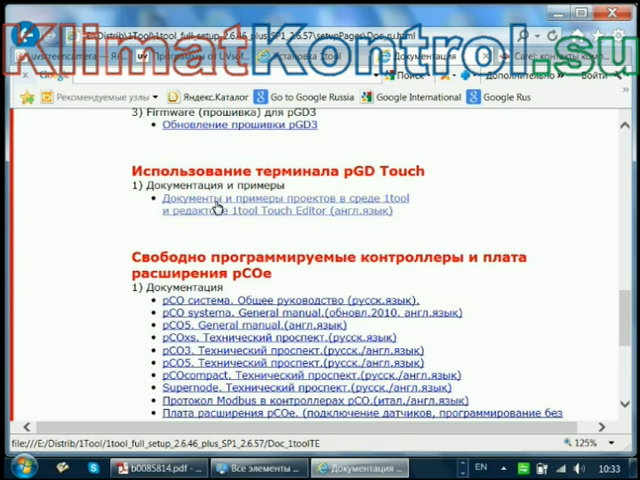 KlimatKontrol.su
E:\Distrib\1Tool\1tool_full_setup_2.6.46_plus_SP1_2.6.57\setupPages\Doc_ru.html
Документация
Поиск
Дополнительно
Войти
Рекомендуемые узлы
Яндекс.Каталог
Go to Google Russia
Google International
Google Rus
3) Firmware (прошивка) для pGD3
Обновление прошивки pGD3
Использование терминала pGD Touch
1) Документация и примеры
Документы и примеры проектов в среде 1tool
и редакторе 1tool Touch Editor (англ.язык)
Свободно программируемые контроллеры и плата
расширения pCOe
1) Документация
pCO система. Общее руководство (русск.язык).
pCO systema. General manual.(обновл.2010. англ.язык)
pCO5. General manual.(англ.язык)
pCOxs. Технический проспект.(русск./англ.язык)
pCO3. Технический проспект.(русск./англ.язык)
pCO5. Технический проспект.(русск./англ.язык)
pCOcompact. Технический проспект.(русск./англ.язык)
Supernode. Технический проспект.(русск./англ.язык)
Протокол Modbus в контроллерах pCO.(итал./англ.язык)
Плата расширения pCOe. (подключение датчиков, программирование без
file:///E:/Distrib/1Tool/1tool_full_setup_2.6.46_plus_SP1_2.6.57/Doc_1toolTE
125%
b0085814.pdf - ...
Все элементы ...
Документация ...
EN
10:33